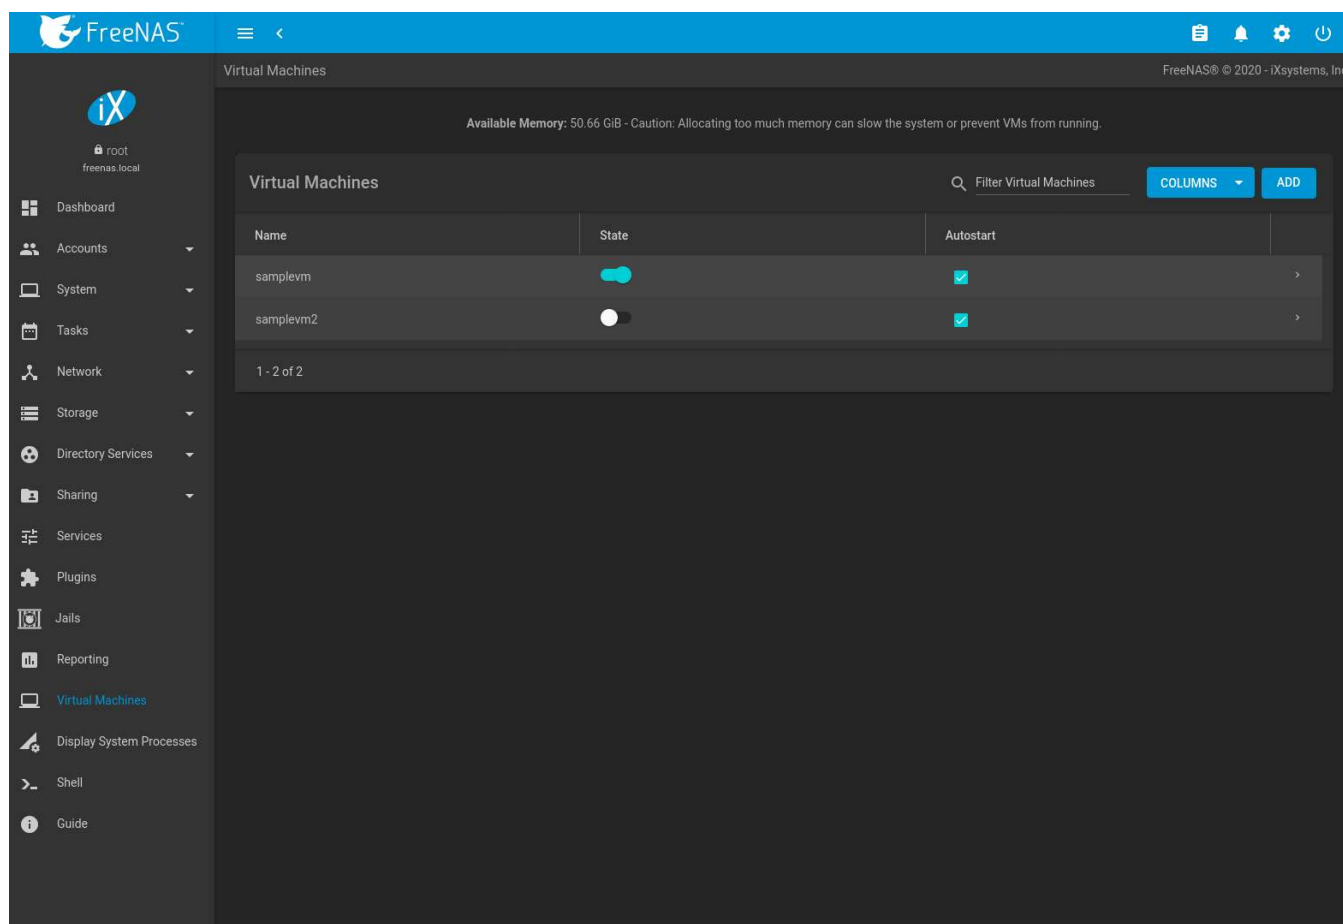 FreeNAS™
Virtual Machines
FreeNAS® © 2020 - iXsystems, Inc
iX
root
freenas.local
Dashboard
Accounts
System
Tasks
Network
Storage
Directory Services
Sharing
Services
Plugins
Jails
Reporting
Virtual Machines
Display System Processes
Shell
Guide
Available Memory: 50.66 GiB - Caution: Allocating too much memory can slow the system or prevent VMs from running.
Virtual Machines
Filter Virtual Machines
COLUMNS
ADD
Name State Autostart
samplevm
samplevm2
1 - 2 of 2